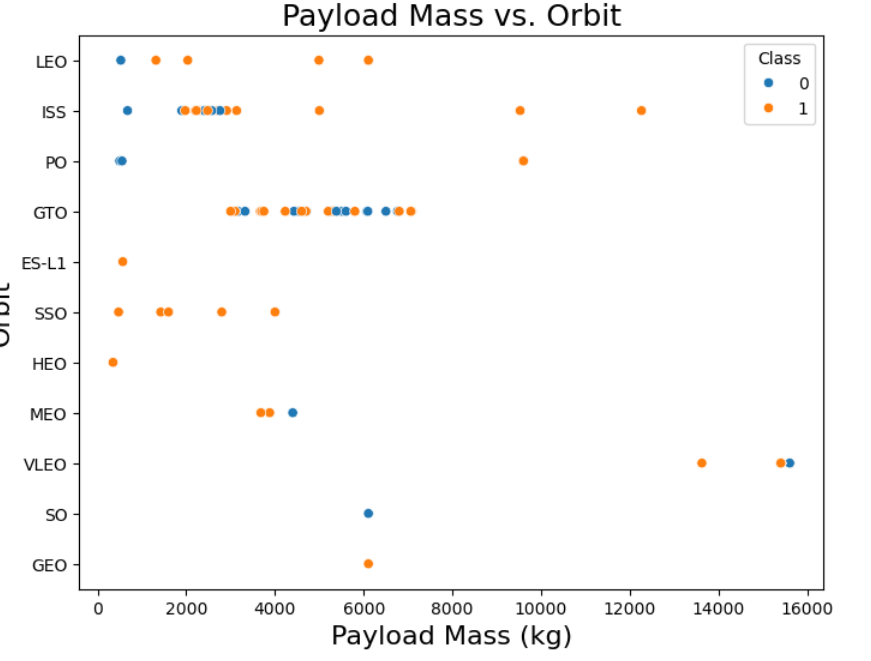 Payload Mass vs. Orbit
Class
0
1
LEO
ISS
PO
GTO
ES-L1
SSO
HEO
MEO
VLEO
SO
GEO
Orbit
0 2000 4000 6000 8000 10000 12000 14000 16000
Payload Mass (kg)